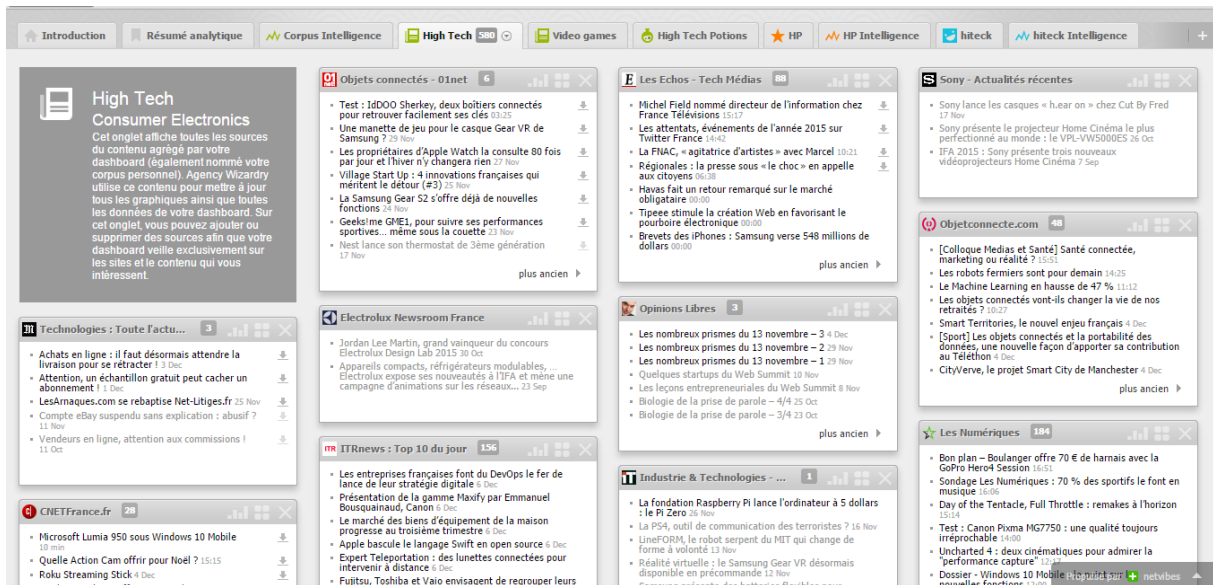 Introduction
Résumé analytique
Corpus Intelligence
High Tech 580
Video games
High Tech Potions
HP
HP Intelligence
hiteck
hiteck Intelligence
High Tech
Consumer Electronics
Cet onglet affiche toutes les sources
du contenu agrégé par votre
dashboard (également nommé votre
corpus personnel). Agency Wizardry
utilise ce contenu pour mettre à jour
tous les graphiques ainsi que toutes
les données de votre dashboard. Sur
cet onglet, vous pouvez ajouter ou
supprimer des sources afin que votre
dashboard veille exclusivement sur
les sites et le contenu qui vous
intéressent.
Technologies : Toute l'actu... 3
Achats en ligne : il faut désormais attendre la
livraison pour se rétracter ! 3 Dec
Attention, un échantillon gratuit peut cacher un
abonnement ! 1 Dec
LesArnaques.com se rebaptise Net-Litiges.fr 25 Nov
Compte eBay suspendu sans explication : abusif ?
11 Nov
Vendeurs en ligne, attention aux commissions !
11 Oct
CNETFrance.fr 28
Microsoft Lumia 950 sous Windows 10 Mobile
10 min
Quelle Action Cam offrir pour Noël ? 15:15
Roku Streaming Stick 4 Dec
Objets connectés - 01net 6
Test : IdDOO Sherkey, deux boîtiers connectés
pour retrouver facilement ses clés 03:25
Une manette de jeu pour le casque Gear VR de
Samsung ? 29 Nov
Les propriétaires d'Apple Watch la consulte 80 fois
par jour et l'hiver n'y changera rien 27 Nov
Village Start Up : 4 innovations françaises qui
méritent le détour (#3) 25 Nov
La Samsung Gear S2 s'offre déjà de nouvelles
fonctions 24 Nov
Geeks!me GME1, pour suivre ses performances
sportives... même sous la couette 23 Nov
Nest lance son thermostat de 3ème génération
17 Nov
plus ancien
Electrolux Newsroom France
Jordan Lee Martin, grand vainqueur du concours
Electrolux Design Lab 2015 30 Oct
Appareils compacts, réfrigérateurs modulables, ...
Electrolux expose ses nouveautés à l'IFA et mène une
campagne d'animations sur les réseaux... 23 Sep
ITRnews : Top 10 du jour 156
Les entreprises françaises font du DevOps le fer de
lance de leur stratégie digitale 6 Dec
Présentation de la gamme Maxify par Emmanuel
Bousquainaud, Canon 6 Dec
Le marché des biens d'équipement de la maison
progresse au troisième trimestre 6 Dec
Apple bascule le langage Swift en open source 6 Dec
Expert Teleportation : des lunettes connectées pour
intervenir à distance 6 Dec
Fujitsu, Toshiba et Vaio envisagent de regrouper leurs
Les Echos - Tech Médias 88
Michel Field nommé directeur de l'information chez
France Télévisions 15:17
Les attentats, événements de l'année 2015 sur
Twitter France 14:42
La FNAC, « agitatrice d'artistes » avec Marcel 10:21
Régionales : la presse sous « le choc » en appelle
aux citoyens 06:38
Havas fait un retour remarqué sur le marché
obligataire 00:00
Tipeee stimule la création Web en favorisant le
pourboire électronique 00:00
Brevets des iPhones : Samsung verse 548 millions de
dollars 00:00
plus ancien
Opinions Libres 3
Les nombreux prismes du 13 novembre – 3 4 Dec
Les nombreux prismes du 13 novembre – 2 29 Nov
Les nombreux prismes du 13 novembre – 1 29 Nov
Quelques startups du Web Summit 10 Nov
Les leçons entrepreneuriales du Web Summit 8 Nov
Biologie de la prise de parole – 4/4 25 Oct
Biologie de la prise de parole – 3/4 23 Oct
plus ancien
Industrie & Technologies - ... 1
La fondation Raspberry Pi lance l'ordinateur à 5 dollars
: le Pi Zero 26 Nov
La PS4, outil de communication des terroristes ? 16 Nov
LineFORM, le robot serpent du MIT qui change de
forme à volonté 13 Nov
Réalité virtuelle : le Samsung Gear VR désormais
disponible en précommande 12 Nov
Sony - Actualités récentes
Sony lance les casques « h.ear on » chez Cut By Fred
17 Nov
Sony présente le projecteur Home Cinéma le plus
perfectionné au monde : le VPL-VW5000ES 26 Oct
IFA 2015 : Sony présente trois nouveaux
vidéoprojecteurs Home Cinéma 7 Sep
Objetconnecte.com 48
[Colloque Medias et Santé] Santé connectée,
marketing ou réalité ? 15:51
Les robots fermiers sont pour demain 14:25
Le Machine Learning en hausse de 47 % 11:12
Les objets connectés vont-ils changer la vie de nos
retraités ? 10:27
Smart Territories, le nouvel enjeu français 4 Dec
[Sport] Les objets connectés et la portabilité des
données, une nouvelle façon d'apporter sa contribution
au Téléthon 4 Dec
CityVerve, le projet Smart City de Manchester 4 Dec
plus ancien
Les Numériques 184
Bon plan – Boulanger offre 70 € de harnais avec la
GoPro Hero4 Session 16:51
Sondage Les Numériques : 70 % des sportifs le font en
musique 16:06
Day of the Tentacle, Full Throttle : remakes à l'horizon
15:14
Test : Canon Pixma MG7750 : une qualité toujours
irréprochable 14:00
Uncharted 4 : deux cinématiques pour admirer la
"performance capture" 12:17
Dossier - Windows 10 Mobile
Propulsé par netvibes